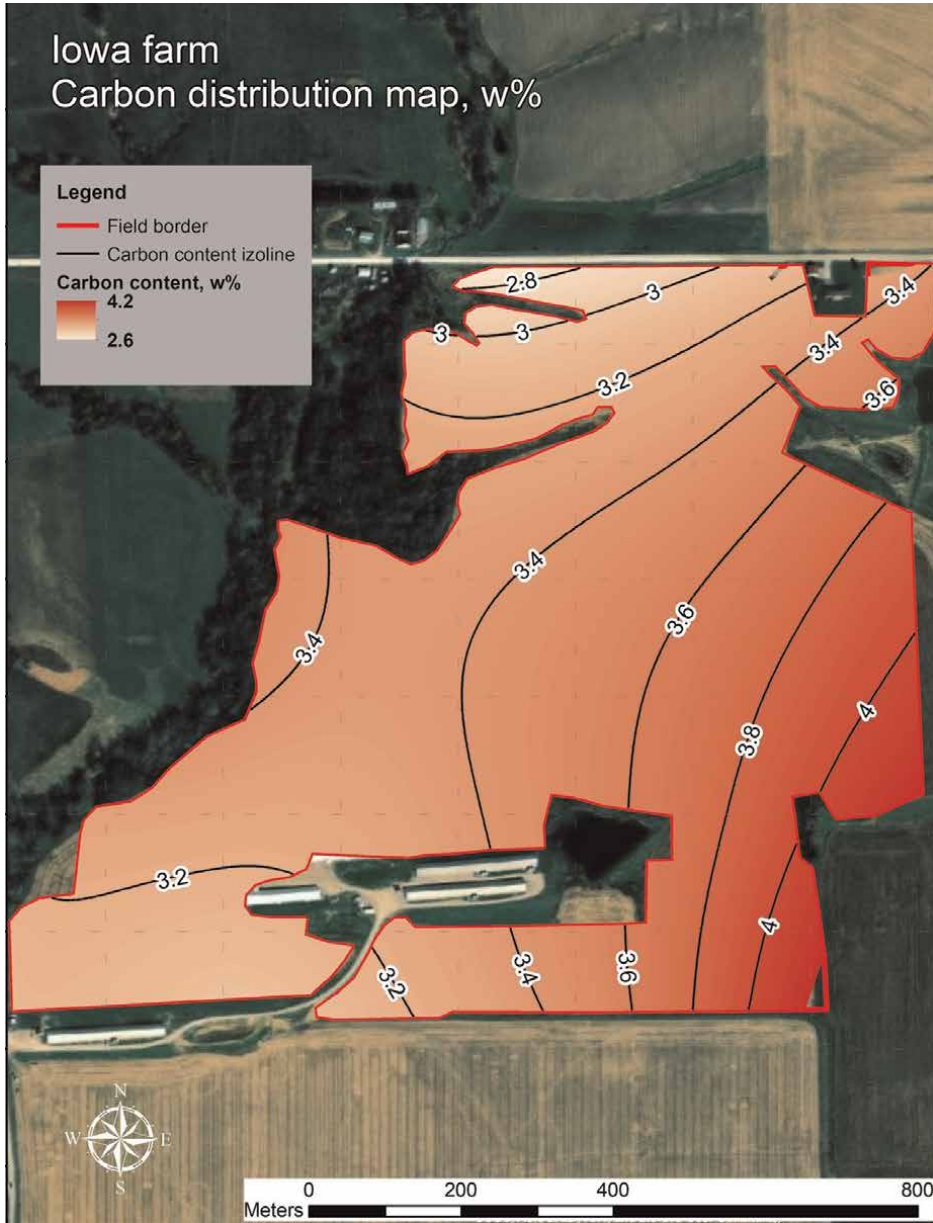 Iowa farm
Carbon distribution map, w%
Legend
Field border
Carbon content izoline
Carbon content, w%
4.2
2.6
2.8
3
3
3
3.2
3.4
3.4
3.6
3.4
3.6
3.4
4
3.8
3.2
4
3.2
3.4
3.6
N
W E
S
0 200 400 800
Meters